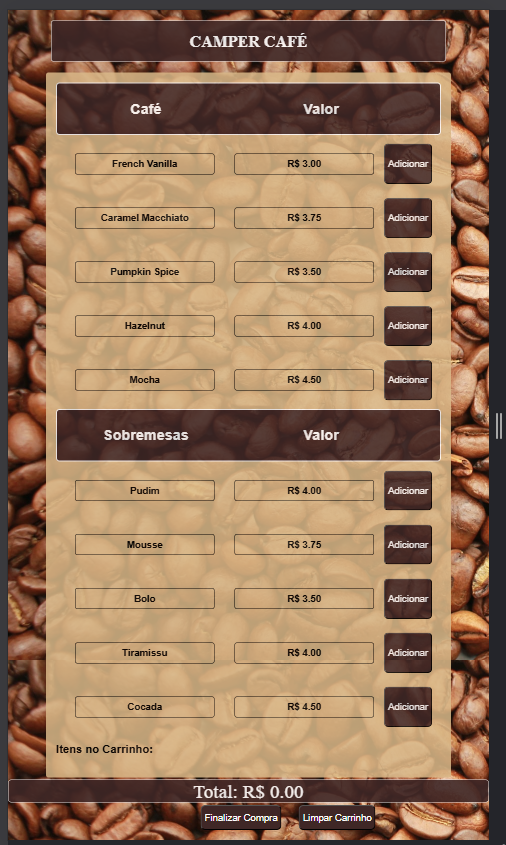 CAMPER CAFÉ
Café Valor
French Vanilla R$ 3.00 Adicionar
Caramel Macchiato R$ 3.75 Adicionar
Pumpkin Spice R$ 3.50 Adicionar
Hazelnut R$ 4.00 Adicionar
Mocha R$ 4.50 Adicionar
Sobremesas Valor
Pudim R$ 4.00 Adicionar
Mousse R$ 3.75 Adicionar
Bolo R$ 3.50 Adicionar
Tiramissu R$ 4.00 Adicionar
Cocada R$ 4.50 Adicionar
Itens no Carrinho:
Total: R$ 0.00
Finalizar Compra Limpar Carrinho